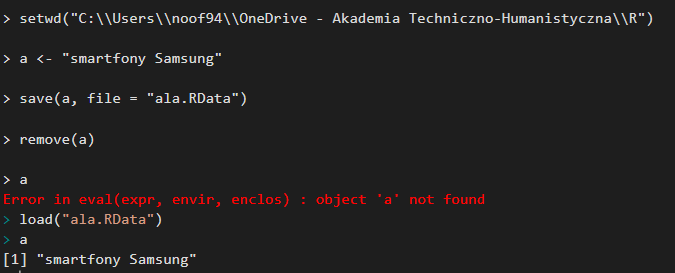 > setwd("C:\\Users\\noof94\\OneDrive - Akademia Techniczno-Humanistyczna\\R")
> a <- "smartfony Samsung"
> save(a, file = "ala.RData")
> remove(a)
> a
Error in eval(expr, envir, enclos) : object 'a' not found
> load("ala.RData")
> a
[1] "smartfony Samsung"